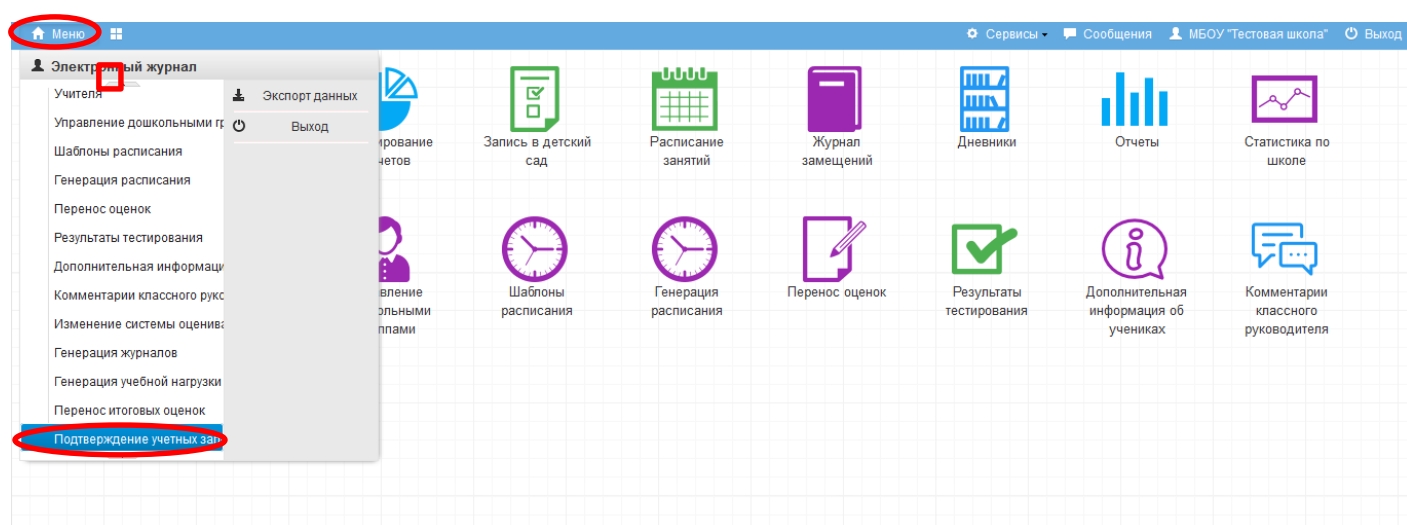 Меню
Сервисы
Сообщения
МБОУ "Тестовая школа"
Выход
Электронный журнал
Учителя
Управление дошкольными гр
Шаблоны расписания
Генерация расписания
Перенос оценок
Результаты тестирования
Дополнительная информаци
Комментарии классного руко
Изменение системы оценива
Генерация журналов
Генерация учебной нагрузки
Перенос итоговых оценок
Подтверждение учетных зап
Экспорт данных
Выход
ирование
четов
Запись в детский
сад
Расписание
занятий
Журнал
замещений
Дневники
Отчеты
Статистика по
школе
вление
ольными
ппами
Шаблоны
расписания
Генерация
расписания
Перенос оценок
Результаты
тестирования
Дополнительная
информация об
учениках
Комментарии
классного
руководителя